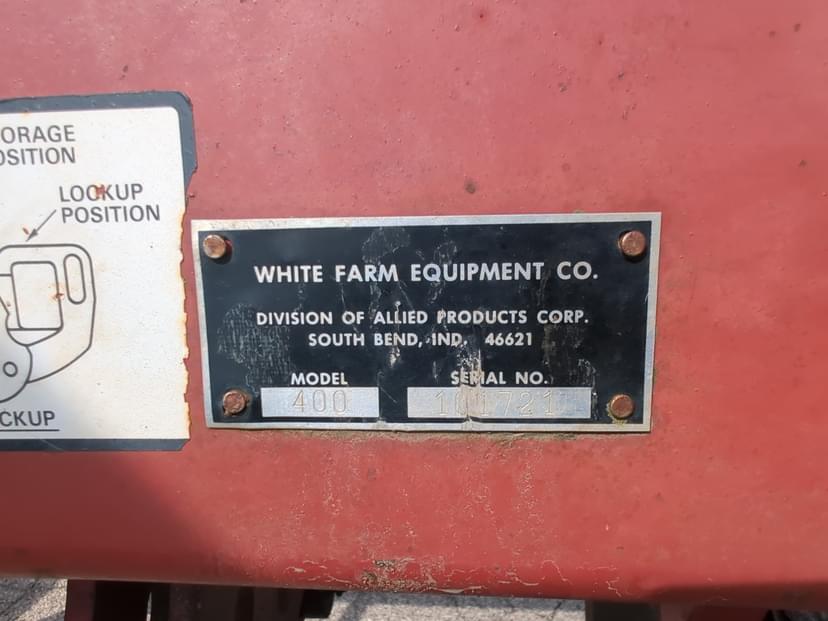 ORAGE
OSITION
LOCKUP
POSITION
CKUP
WHITE FARM EQUIPMENT CO.
DIVISION OF ALLIED PRODUCTS CORP.
SOUTH BEND, IND. 46621
MODEL SERIAL NO.
400 101721